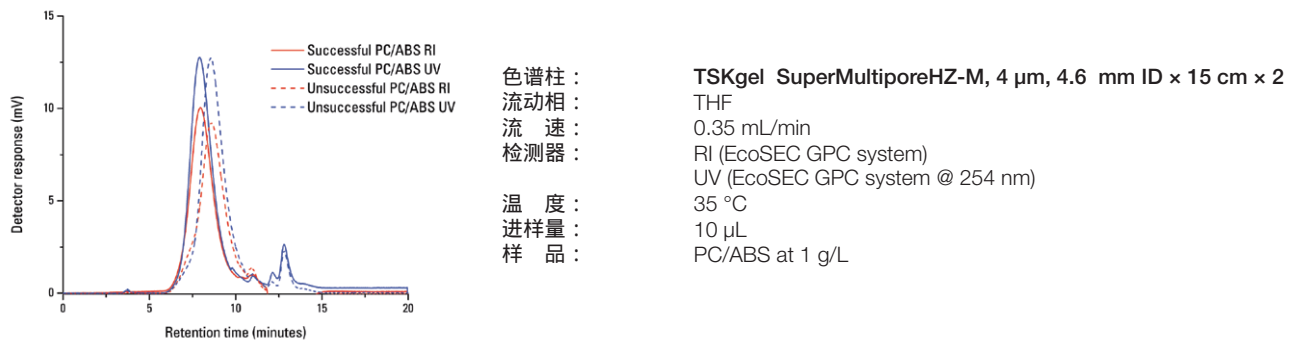 15
10
5
0
0
5
10
15
20
Detector response (mV)
Retention time (minutes)
Successful PC/ABS RI
Successful PC/ABS UV
Unsuccessful PC/ABS RI
Unsuccessful PC/ABS UV
色谱柱： TSKgel SuperMultiporeHZ-M, 4 µm, 4.6 mm ID × 15 cm × 2
流动相： THF
流 速： 0.35 mL/min
检测器： RI (EcoSEC GPC system)
UV (EcoSEC GPC system @ 254 nm)
温 度： 35 °C
进样量： 10 µL
样 品： PC/ABS at 1 g/L